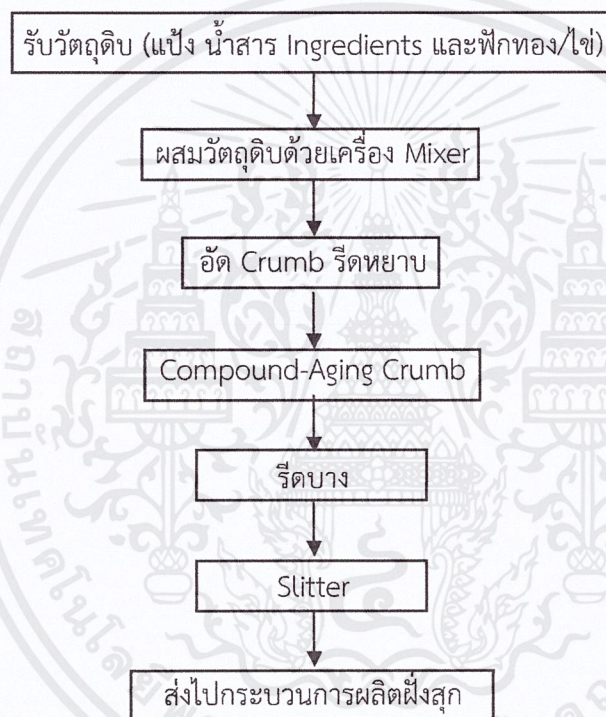 รับวัตถุดิบ (แป้ง น้ำสาร Ingredients และฟักทอง/ไข่)
ผสมวัตถุดิบด้วยเครื่อง Mixer
อัด Crumb รีดหยาบ
Compound-Aging Crumb
รีดบาง
Slitter
ส่งไปกระบวนการผลิตฝั่งสุก